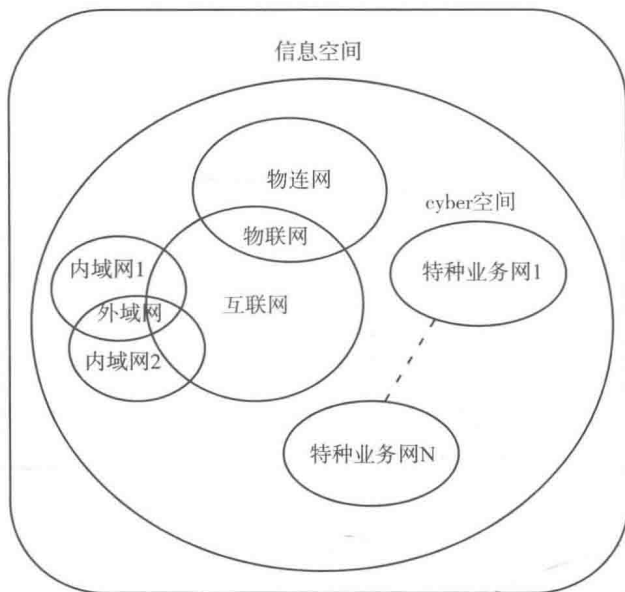 信息空间
物连网
cyber空间
物联网
内域网1
特种业务网1
外域网
互联网
内域网2
特种业务网N